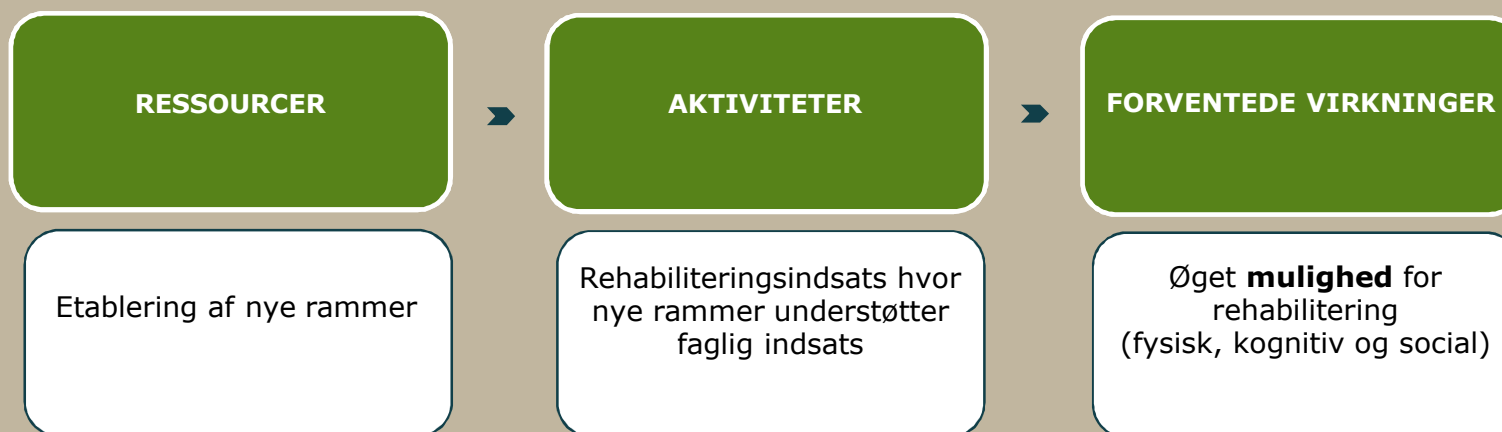 RESSOURCER
AKTIVITETER
FORVENTEDE VIRKNINGER
Etablering af nye rammer
Rehabiliteringsindsats hvor
nye rammer understøtter
faglig indsats
Øget mulighed for
rehabilitering
(fysisk, kognitiv og social)